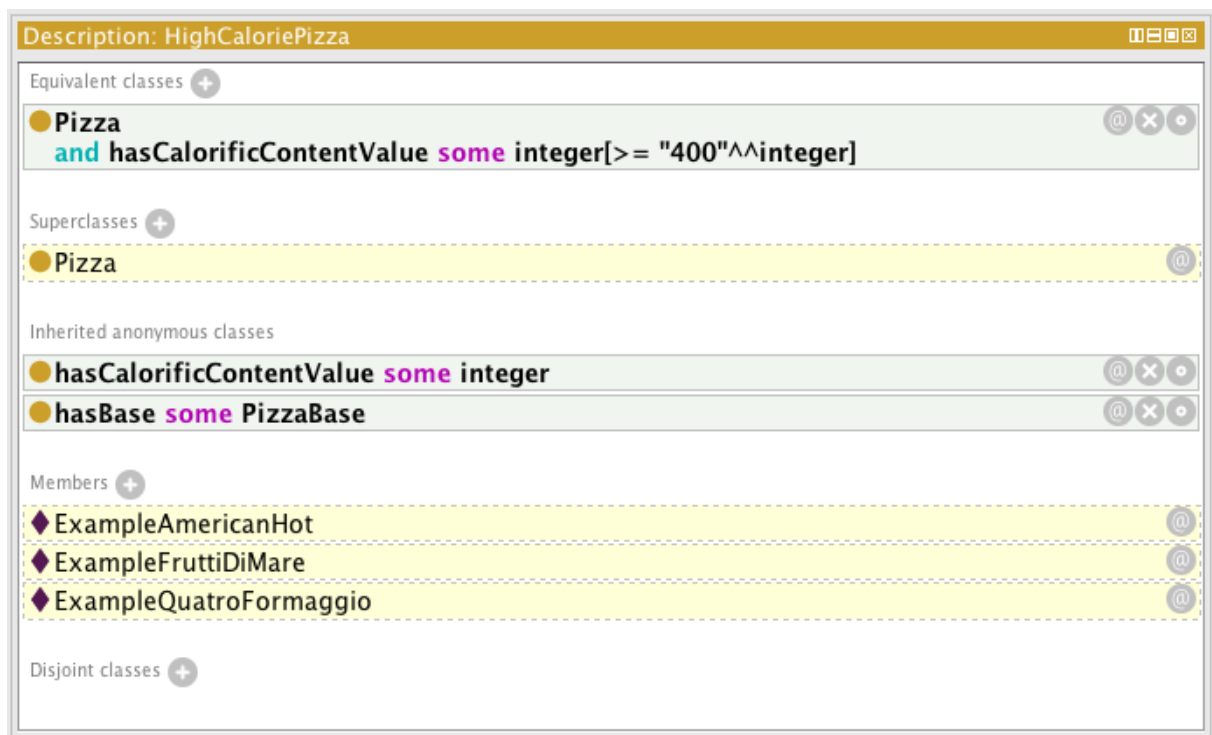 Description: HighCaloriePizza
Equivalent classes
Pizza
and hasCalorificContentValue some integer[>= "400"^^integer]
Superclasses
Pizza
Inherited anonymous classes
hasCalorificContentValue some integer
hasBase some PizzaBase
Members
ExampleAmericanHot
ExampleFruttiDiMare
ExampleQuatroFormaggio
Disjoint classes